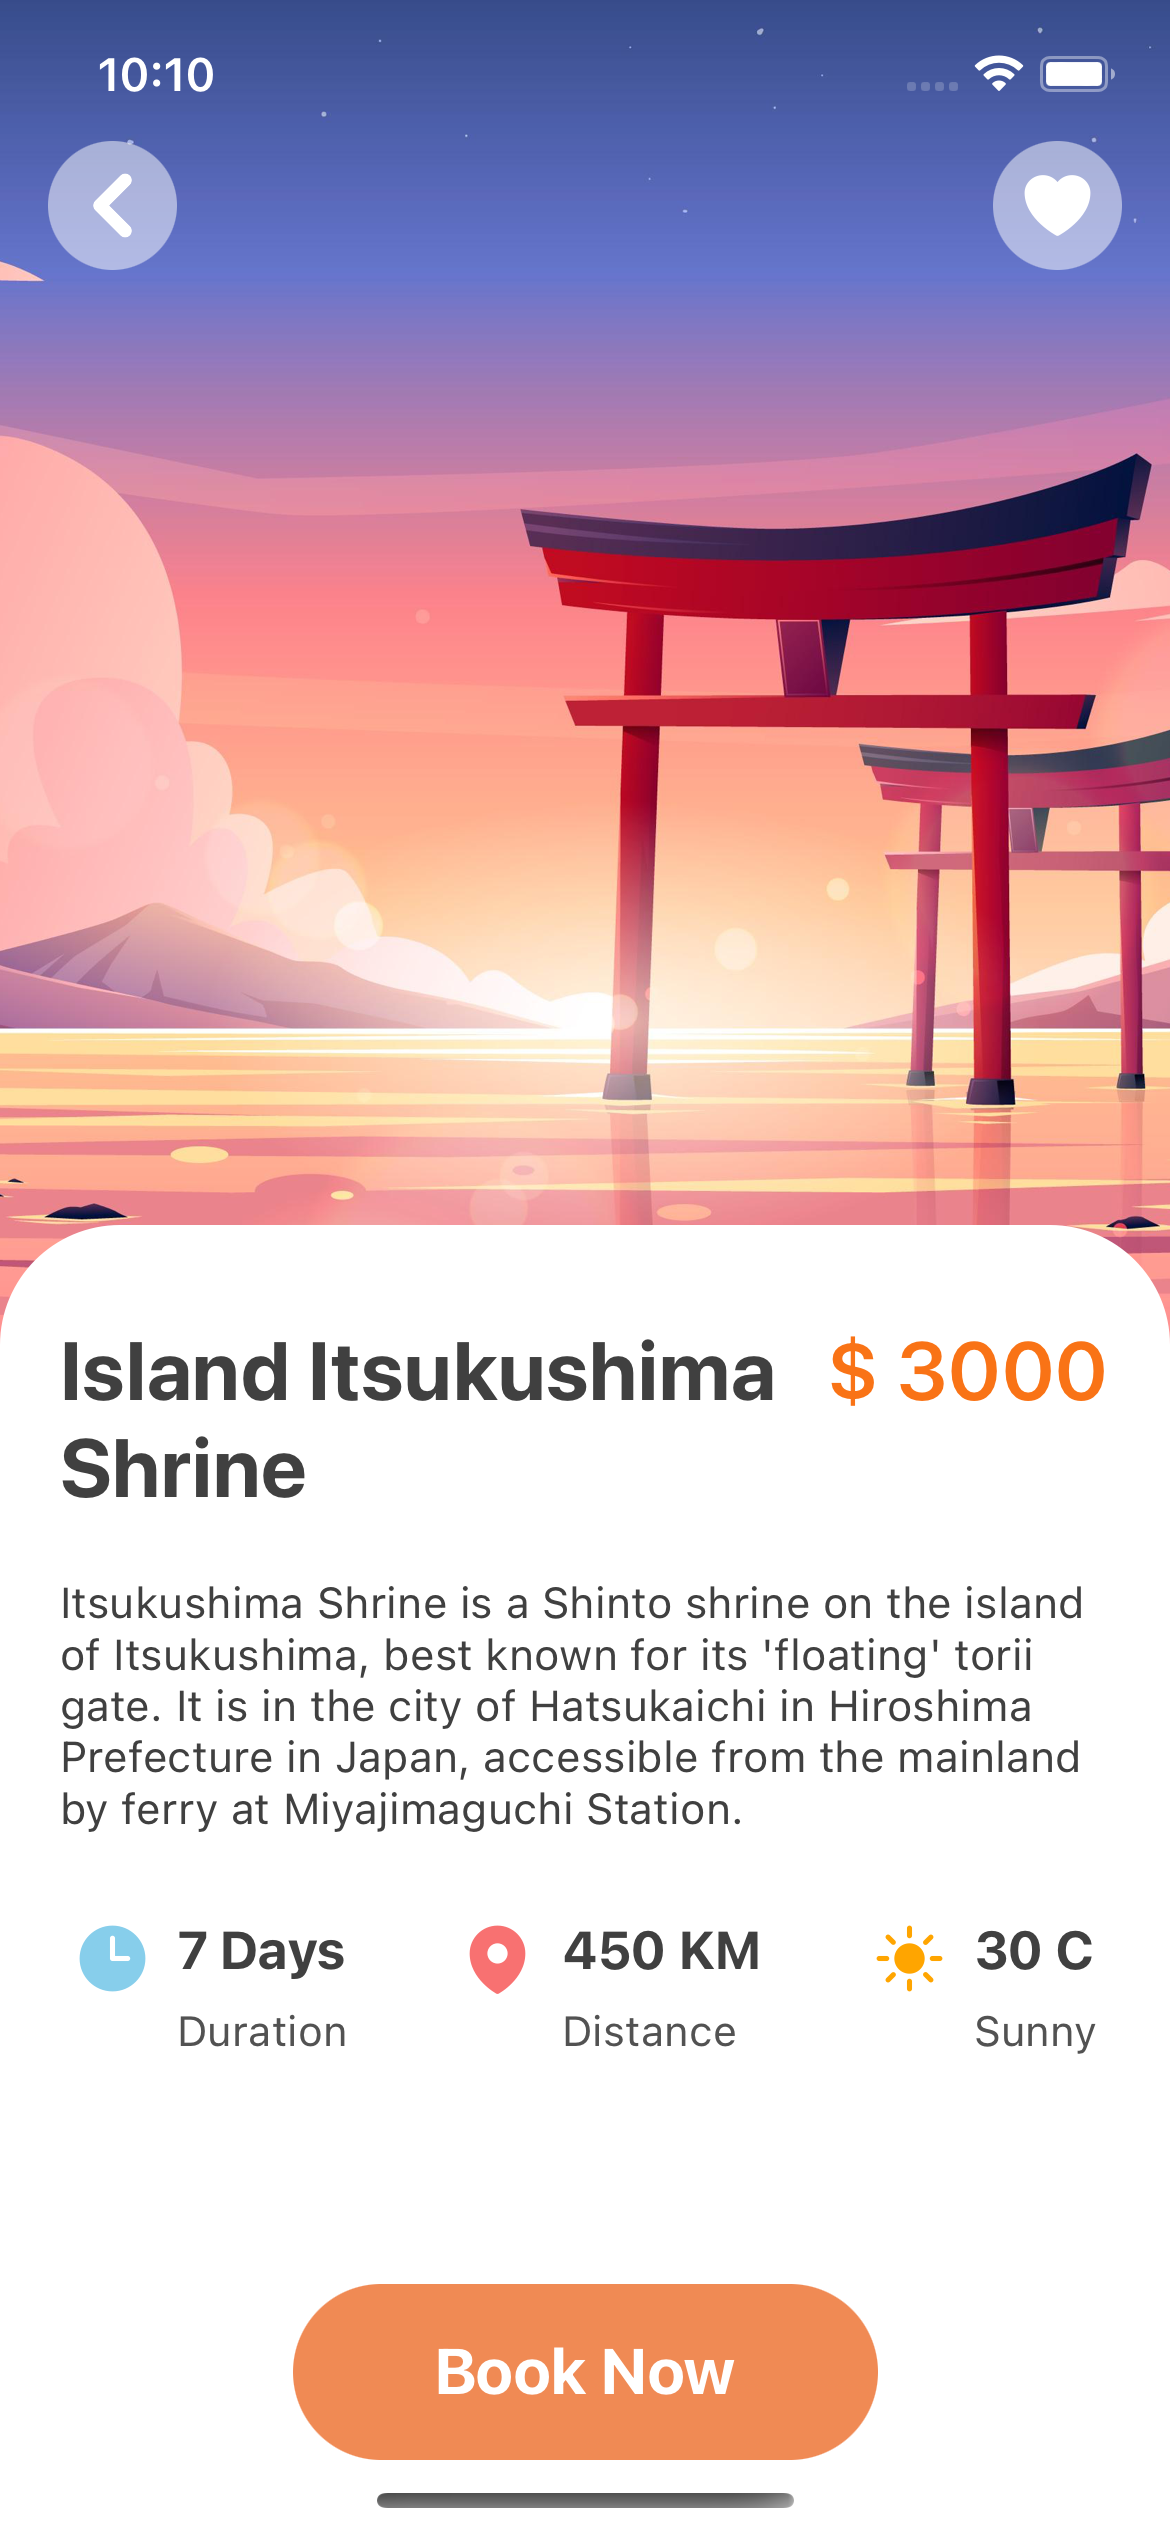 10:10
Island Itsukushima $ 3000
Shrine
Itsukushima Shrine is a Shinto shrine on the island
of Itsukushima, best known for its 'floating' torii
gate. It is in the city of Hatsukaichi in Hiroshima
Prefecture in Japan, accessible from the mainland
by ferry at Miyajimaguchi Station.
7 Days 450 KM 30 C
Duration Distance Sunny
Book Now